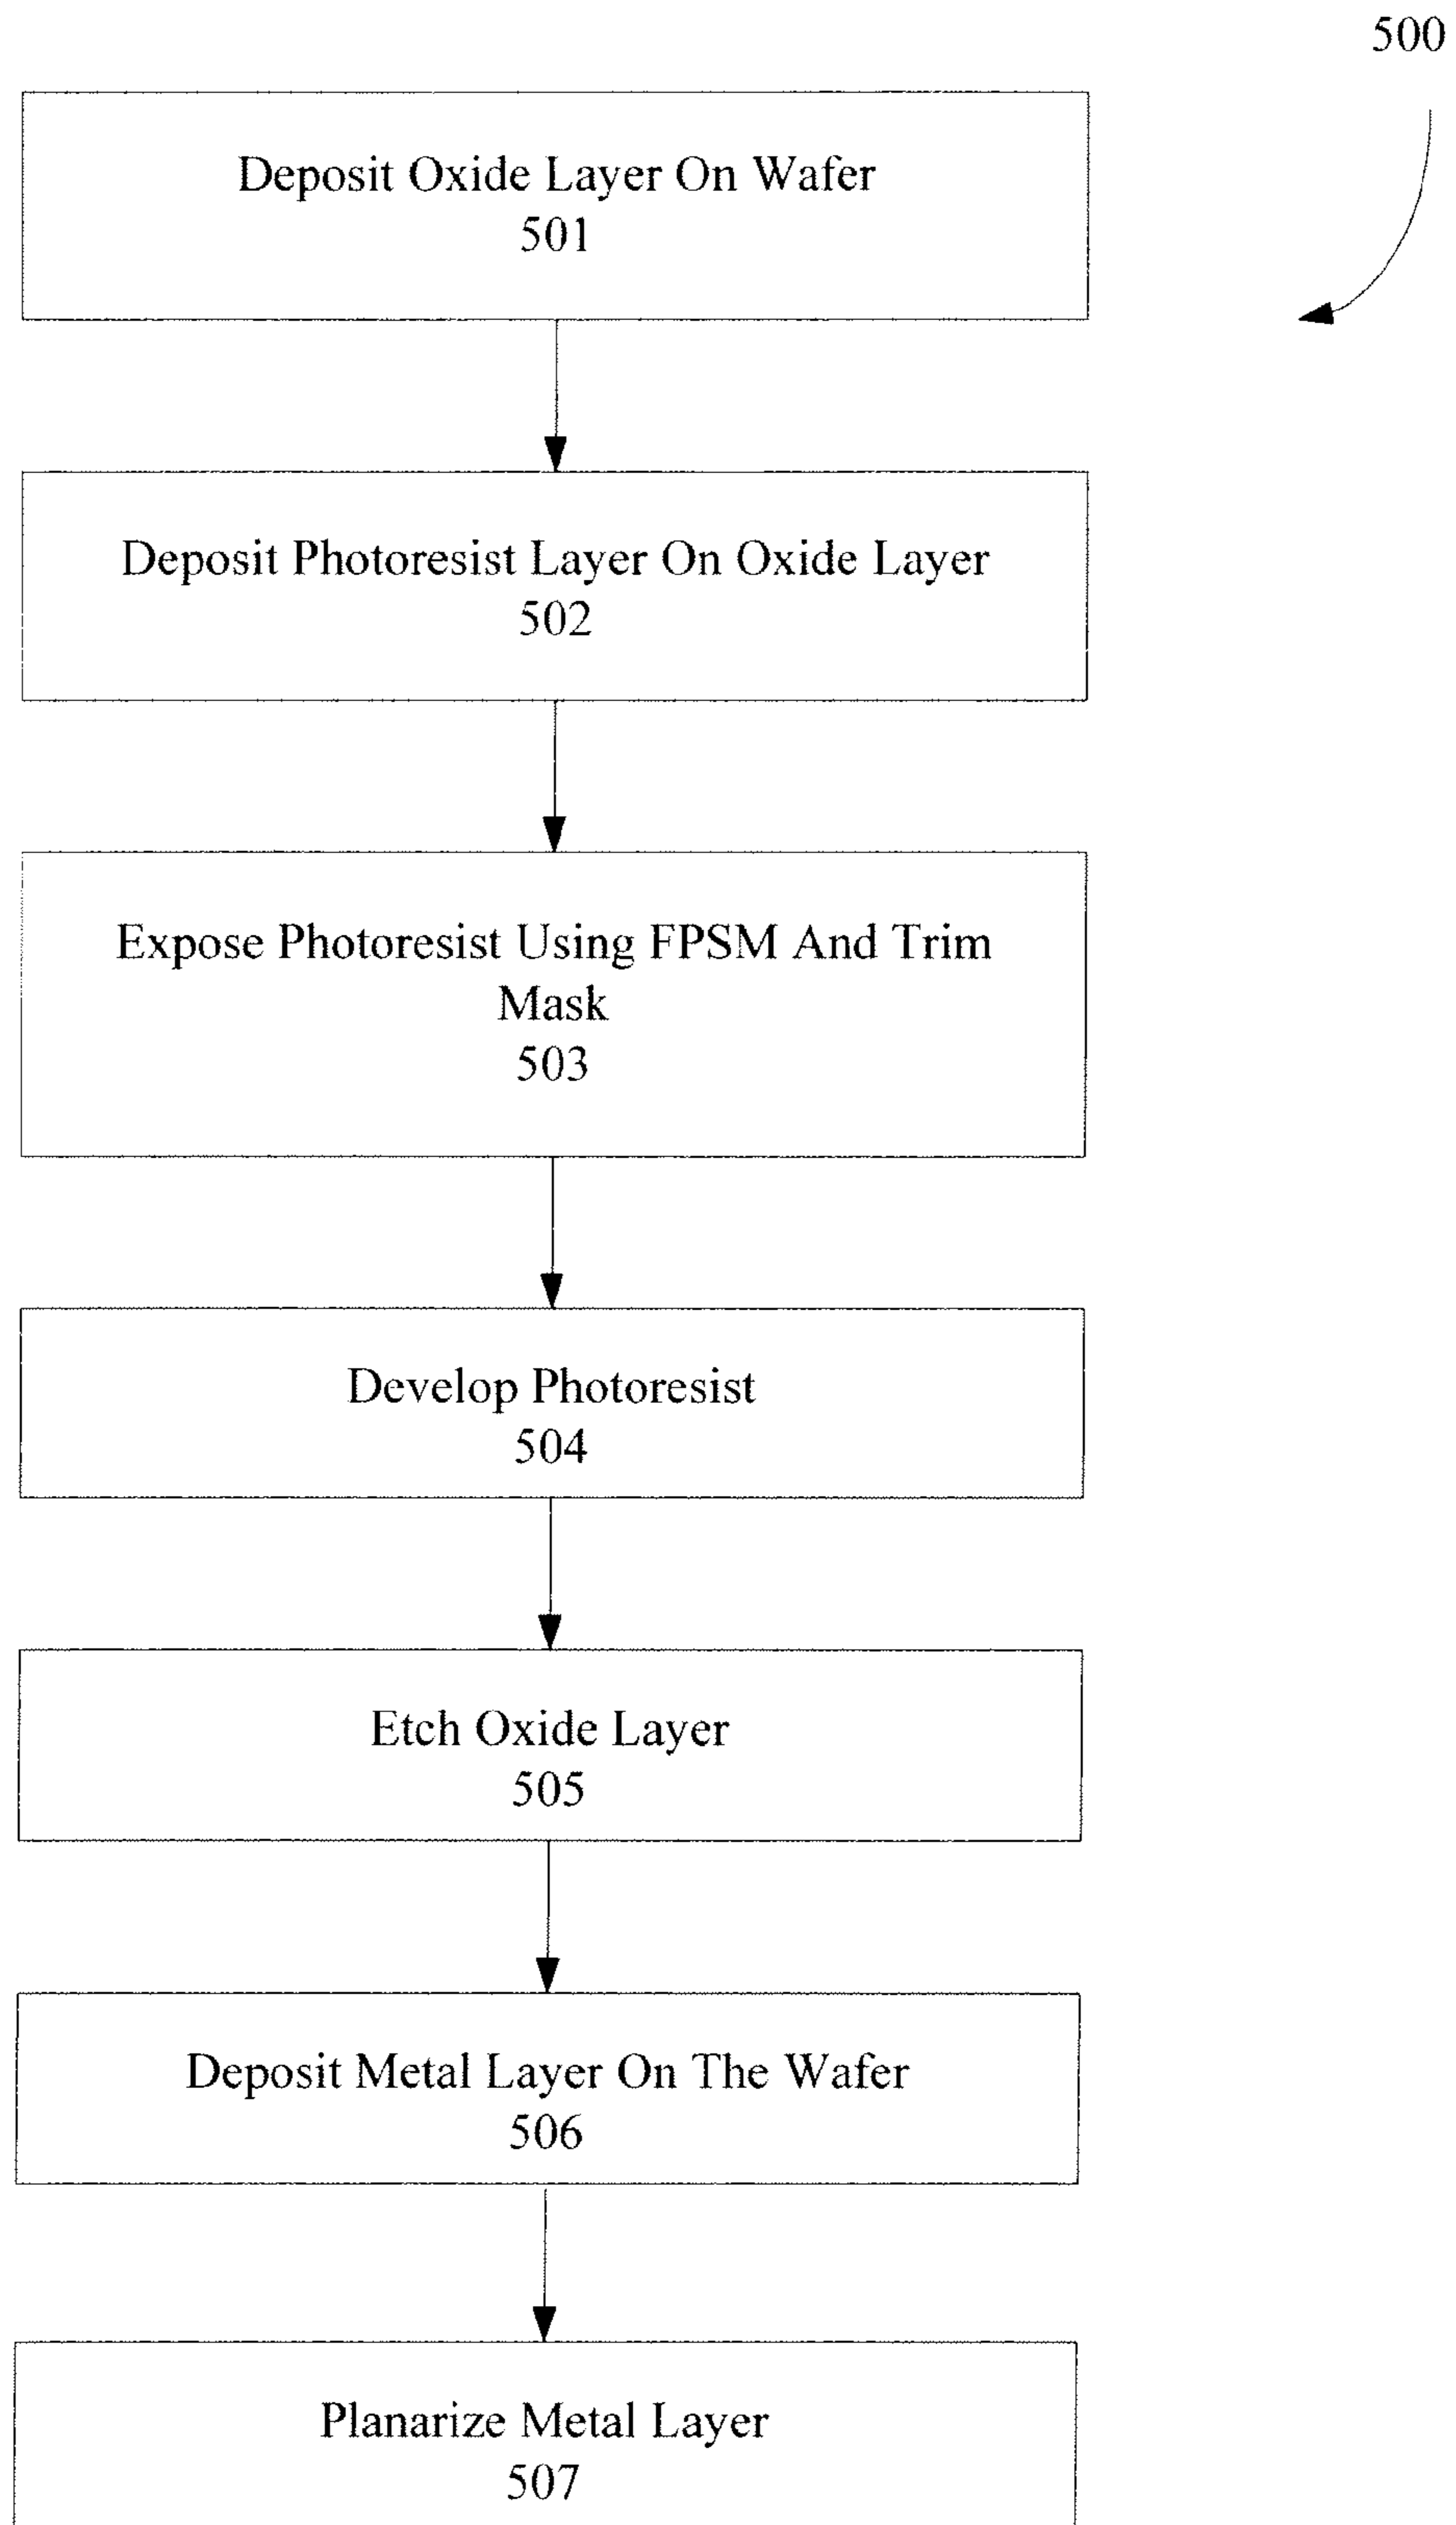 500
Deposit Oxide Layer On Wafer
501
Deposit Photoresist Layer On Oxide Layer
502
Expose Photoresist Using FPSM And Trim
Mask
503
Develop Photoresist
504
Etch Oxide Layer
505
Deposit Metal Layer On The Wafer
506
Planarize Metal Layer
507